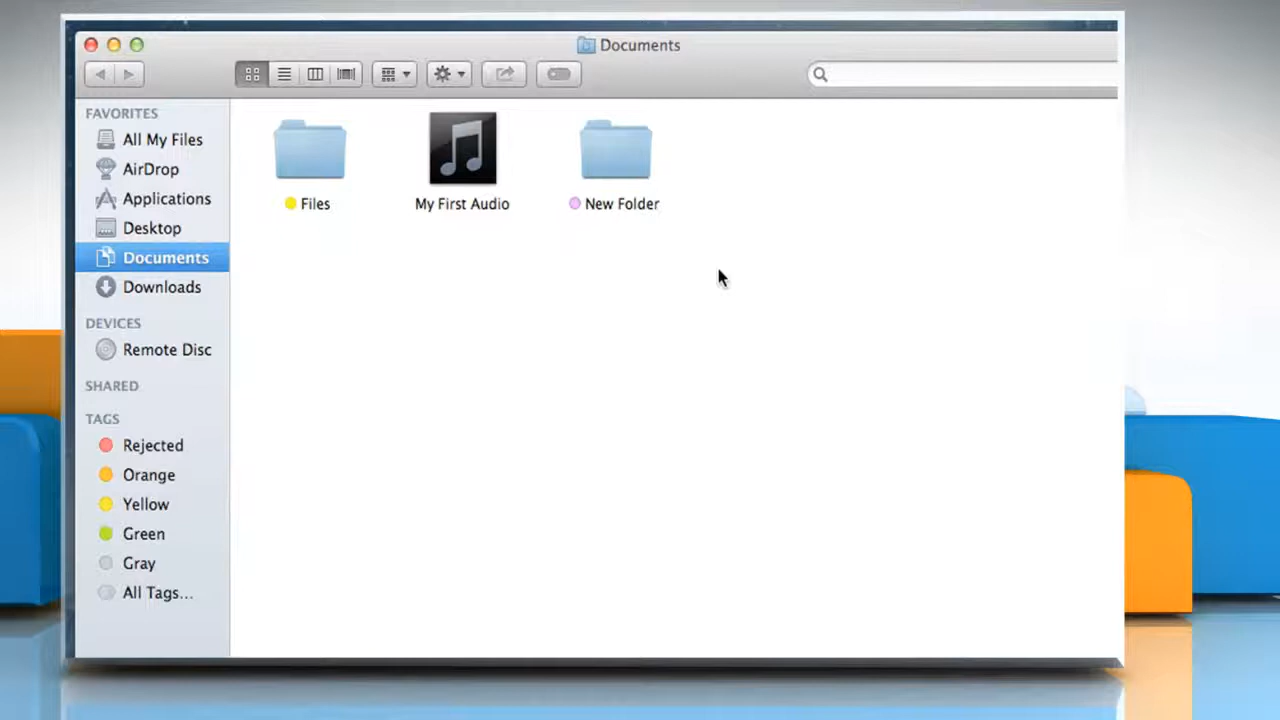 Documents
FAVORITES
All My Files
AirDrop
Applications
Desktop
Documents
Downloads
DEVICES
Remote Disc
SHARED
TAGS
Rejected
Orange
Yellow
Green
Gray
All Tags...
Files
My First Audio
New Folder